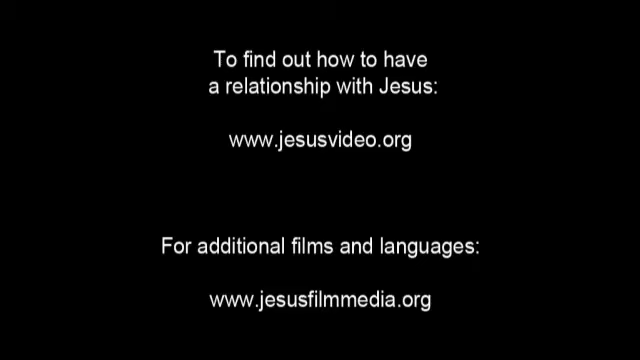 To find out how to have
a relationship with Jesus:
www.jesusvideo.org
For additional films and languages:
www.jesusfilmmedia.org